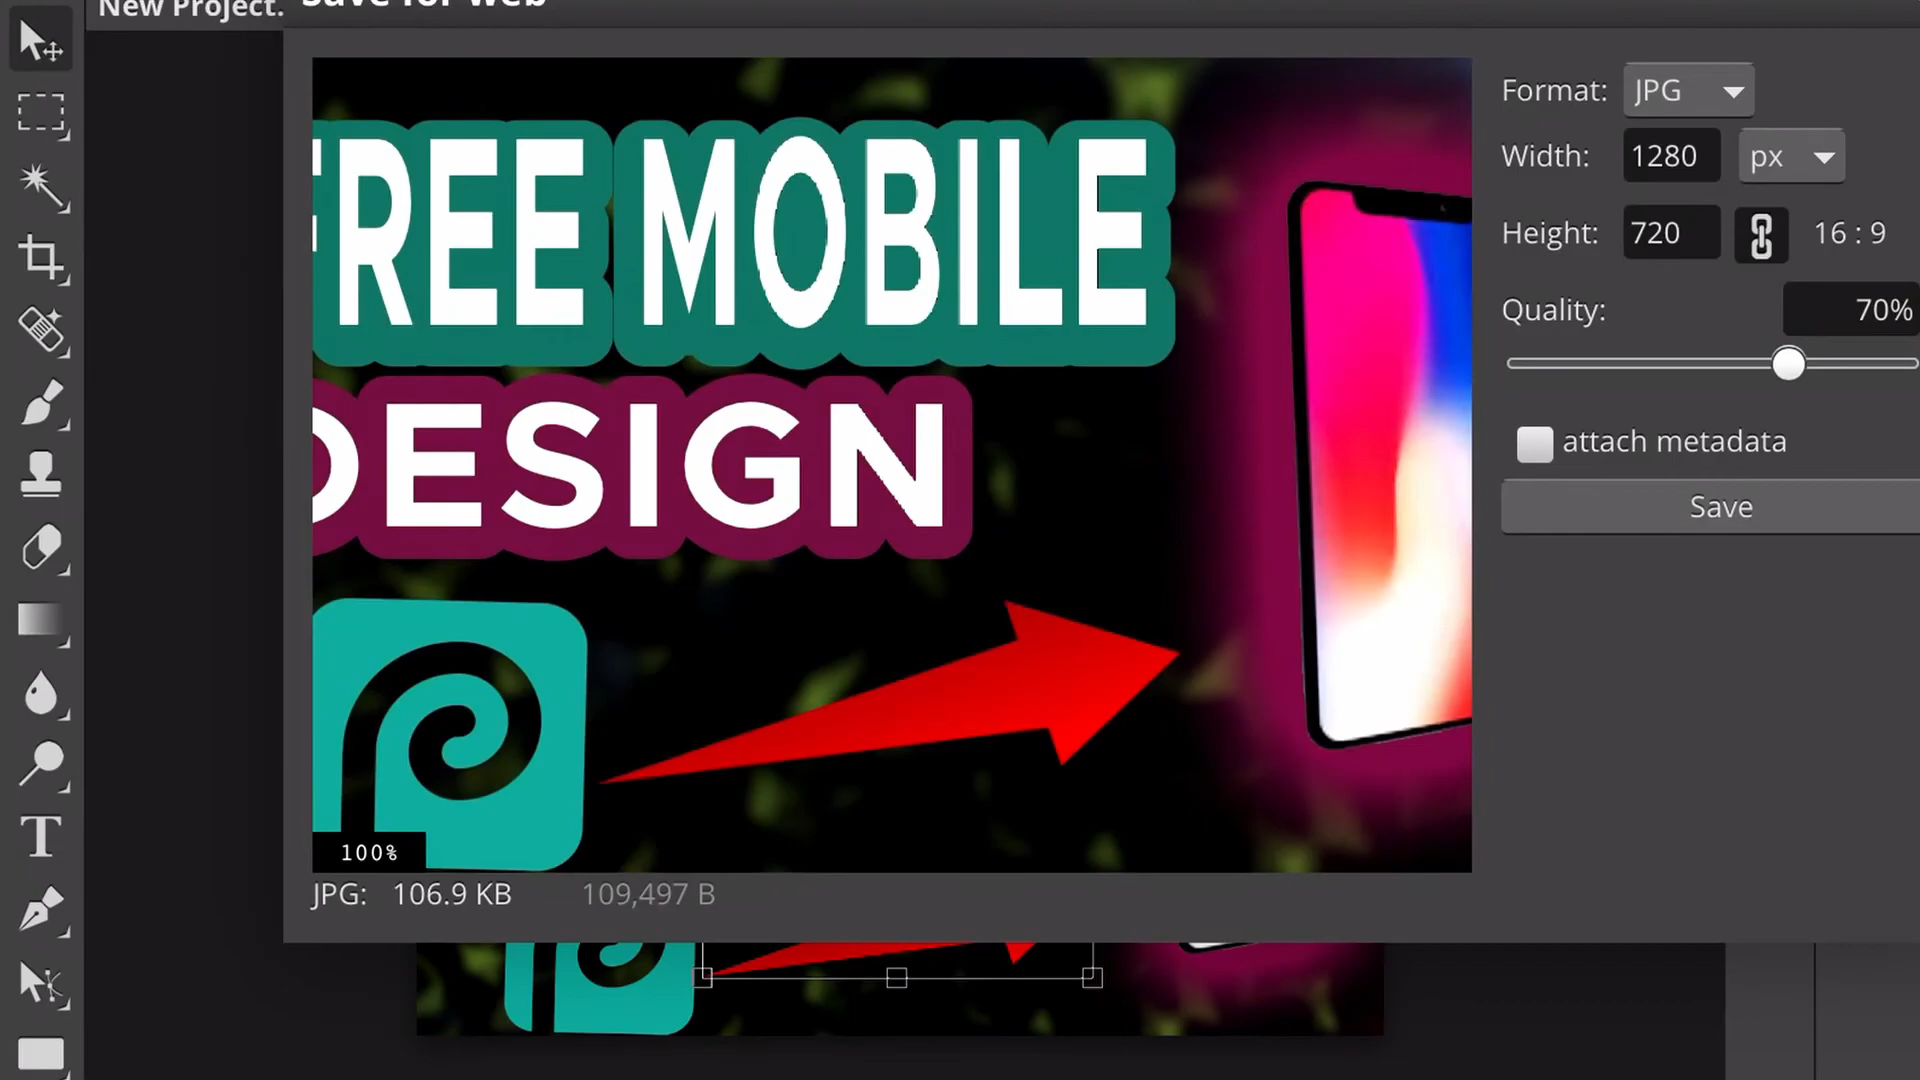 New Project.
Save for web
FREE MOBILE
DESIGN
100%
JPG: 106.9 KB 109,497 B
Format: JPG
Width: 1280 px
Height: 720 16 : 9
Quality: 70%
attach metadata
Save
T